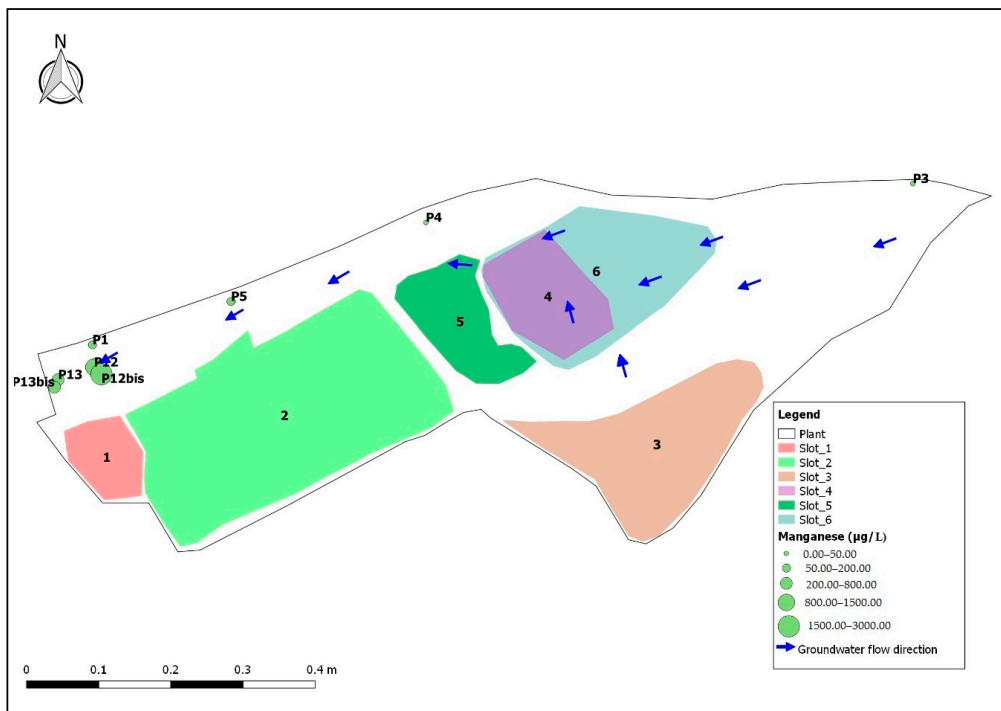 N
P3
P4
6
4
P5
5
P1
P12
P13
P12bis
P13bis
2
1
3
Legend
Plant
Slot_1
Slot_2
Slot_3
Slot_4
Slot_5
Slot_6
Manganese (µg/L)
0.00–50.00
50.00–200.00
200.00–800.00
800.00–1500.00
1500.00–3000.00
Groundwater flow direction
0 0.1 0.2 0.3 0.4 m